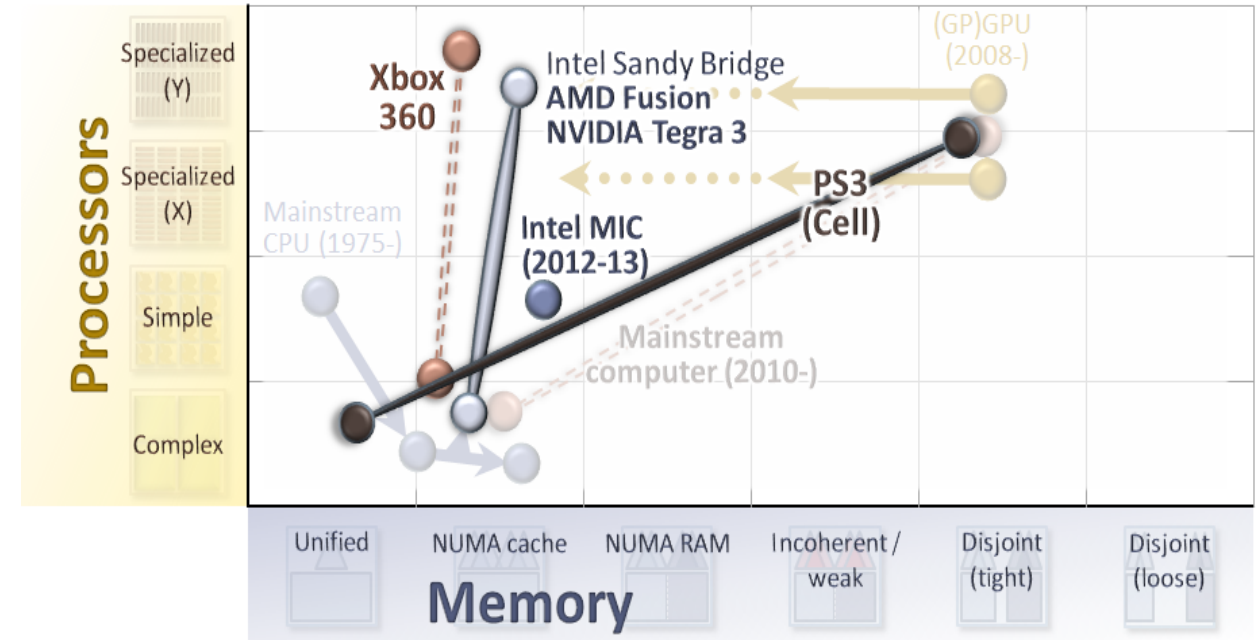 Processors
Specialized
(Y)
Specialized
(X)
Simple
Complex
Xbox
360
Intel Sandy Bridge
AMD Fusion
NVIDIA Tegra 3
(GP)GPU
(2008-)
Mainstream
CPU (1975-)
Intel MIC
(2012-13)
PS3
(Cell)
Mainstream
computer (2010-)
Unified
NUMA cache
NUMA RAM
Incoherent /
weak
Disjoint
(tight)
Disjoint
(loose)
Memory